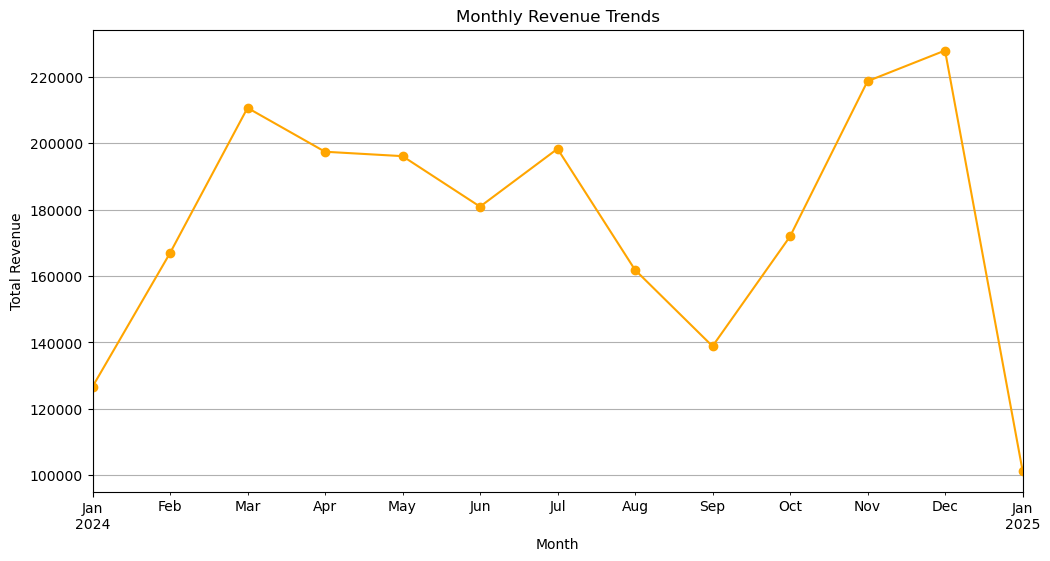 Monthly Revenue Trends
Total Revenue
220000
200000
180000
160000
140000
120000
100000
Jan Feb Mar Apr May Jun Jul Aug Sep Oct Nov Dec Jan
2024 2025
Month